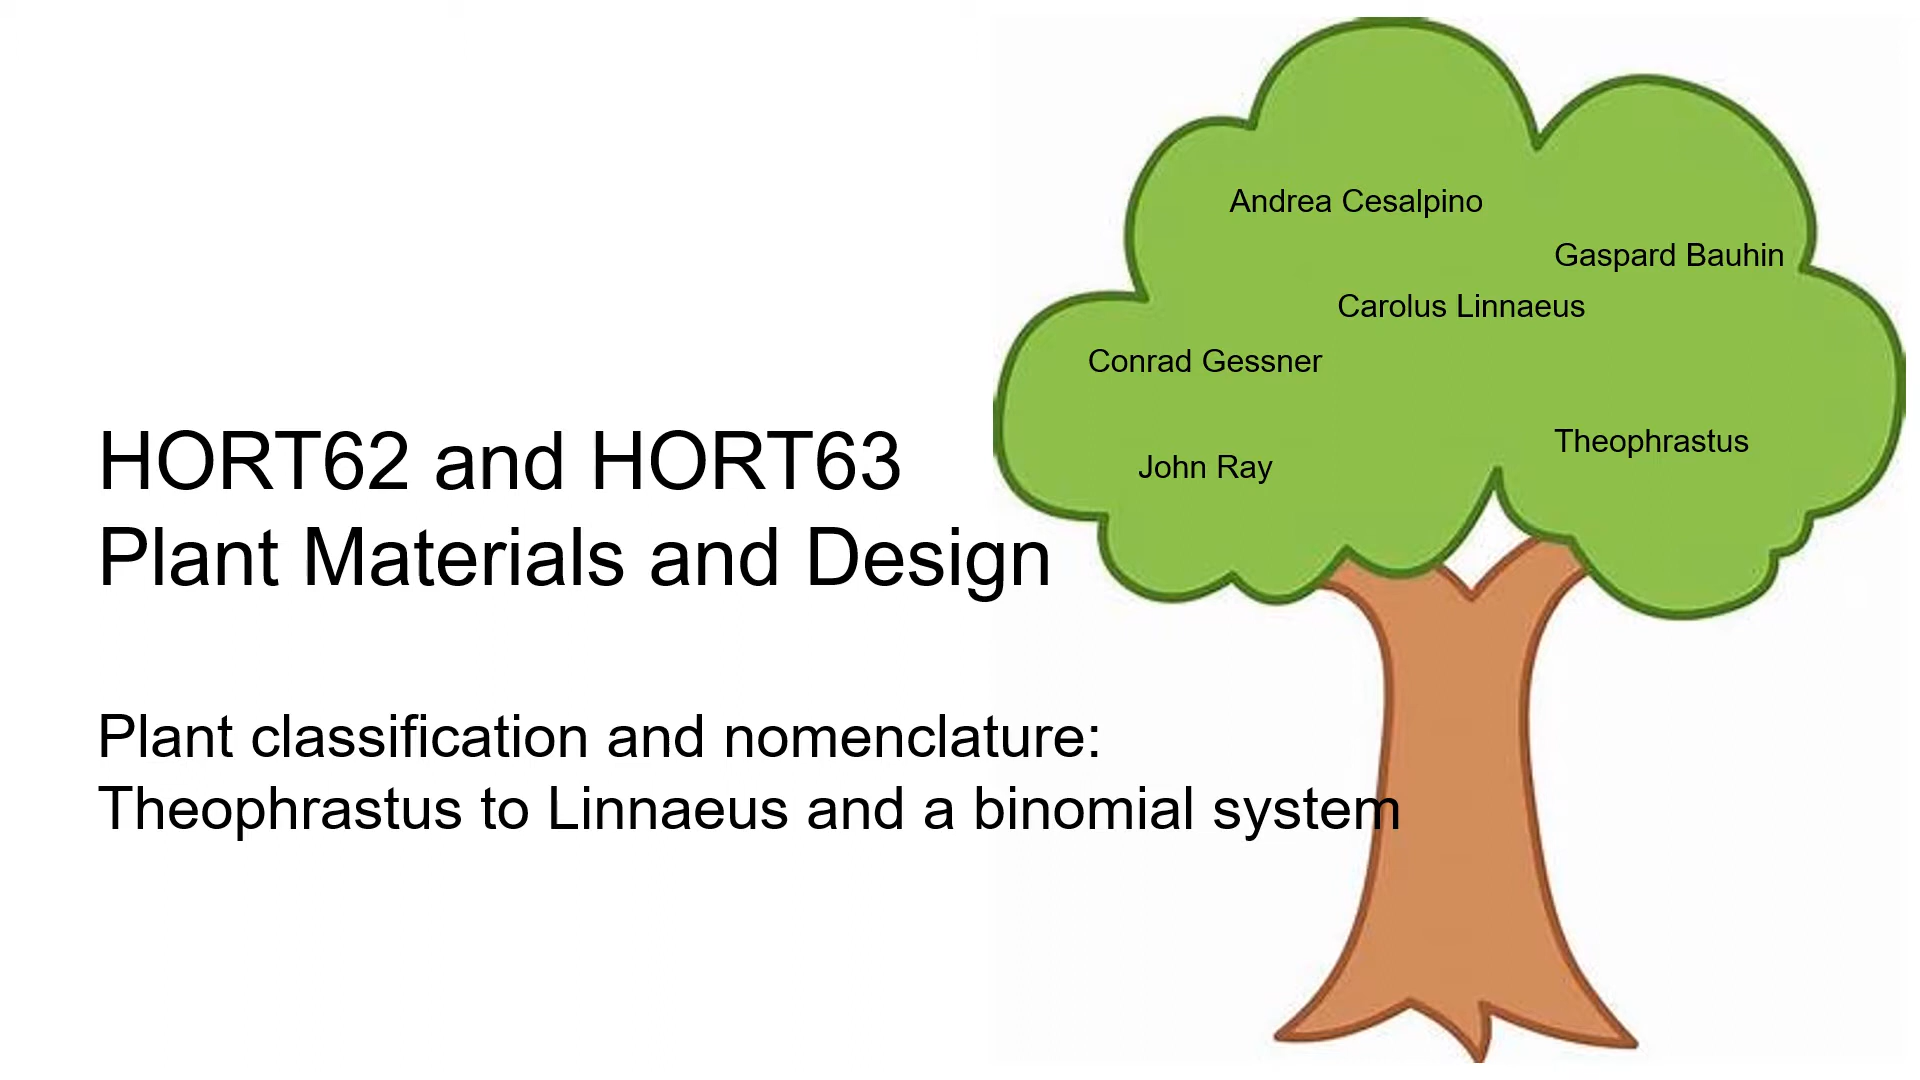 HORT62 and HORT63
Plant Materials and Design
Plant classification and nomenclature:
Theophrastus to Linnaeus and a binomial system
Andrea Cesalpino
Gaspard Bauhin
Carolus Linnaeus
Conrad Gessner
Theophrastus
John Ray